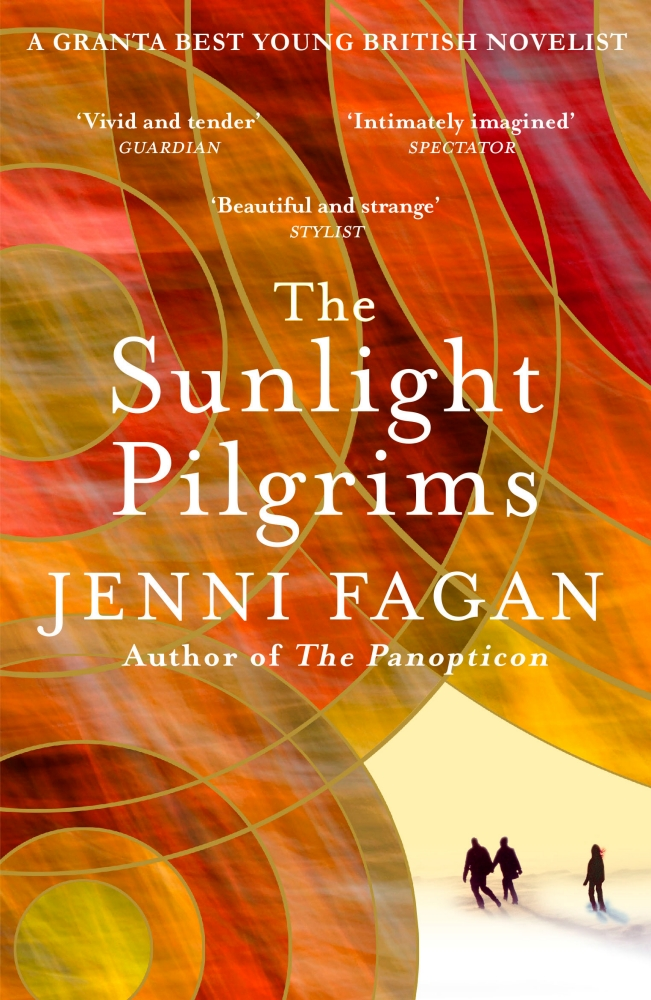 A GRANTA BEST YOUNG BRITISH NOVELIST
‘Vivid and tender’
GUARDIAN
‘Intimately imagined’
SPECTATOR
‘Beautiful and strange’
STYLIST
The
Sunlight
Pilgrims
JENNI FAGAN
Author of The Panopticon